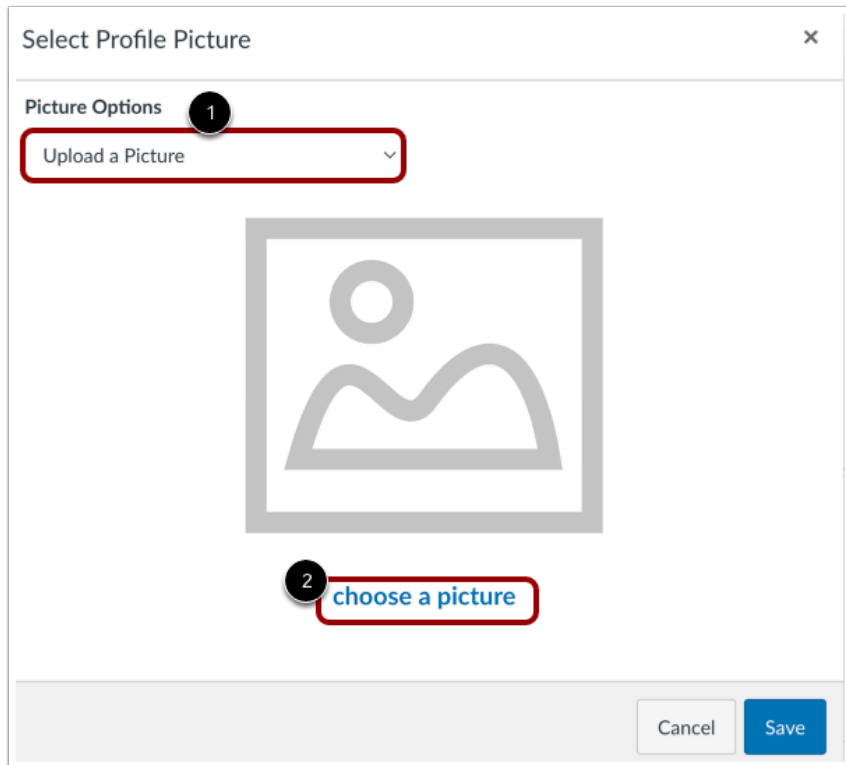 Select Profile Picture ×
Picture Options 1
Upload a Picture
2 choose a picture
Cancel Save